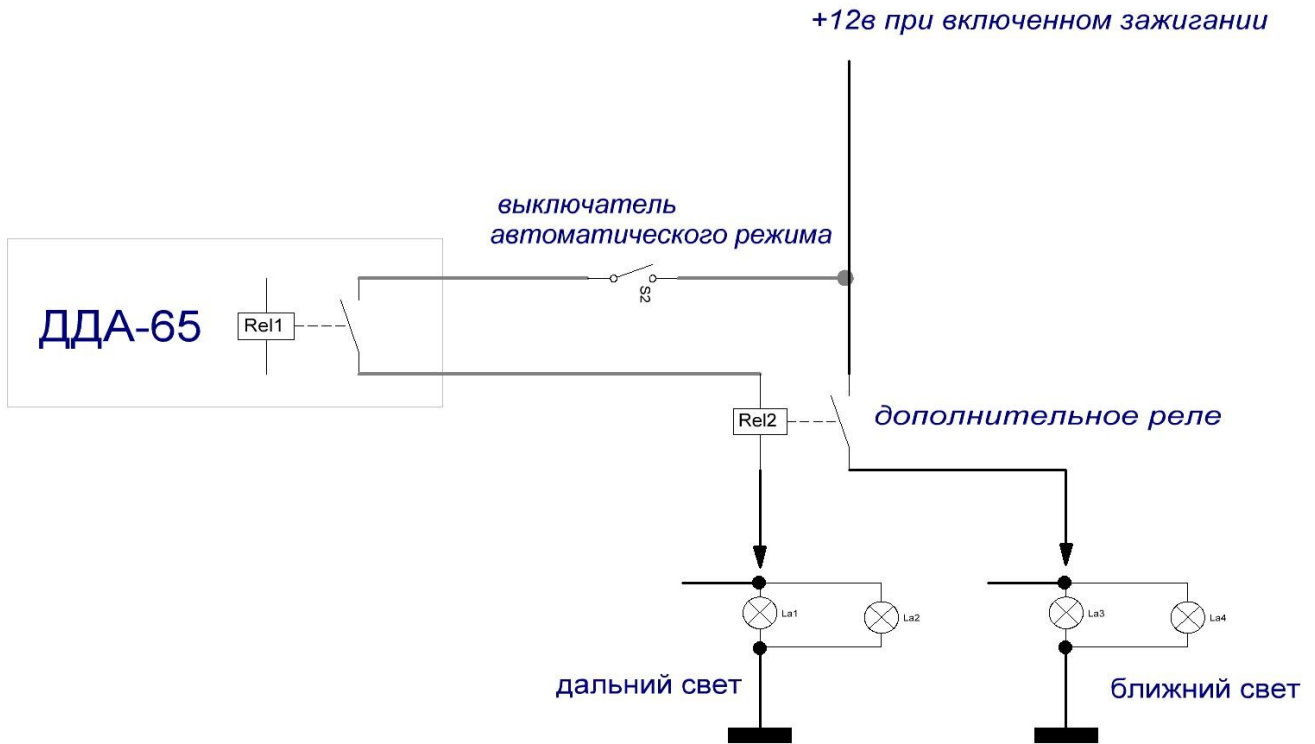 +12в при включенном зажигании
выключатель
автоматического режима
S2
ДДА-65
Rel1
Rel2
дополнительное реле
La1
La2
La3
La4
дальний свет
ближний свет